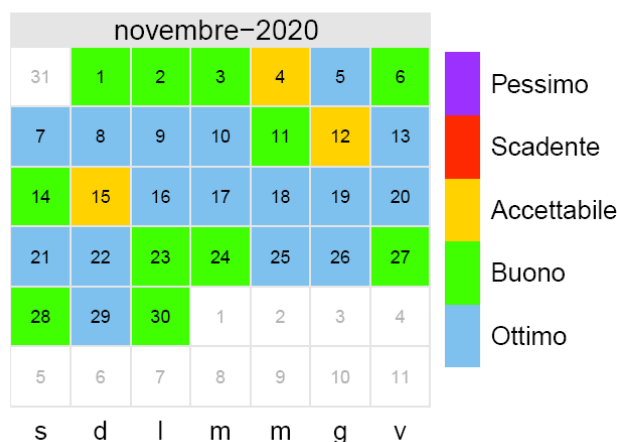 novembre-2020
31 1 2 3 4 5 6
7 8 9 10 11 12 13
14 15 16 17 18 19 20
21 22 23 24 25 26 27
28 29 30 1 2 3 4
5 6 7 8 9 10 11
s d l m m g v
Pessimo
Scadente
Accettabile
Buono
Ottimo